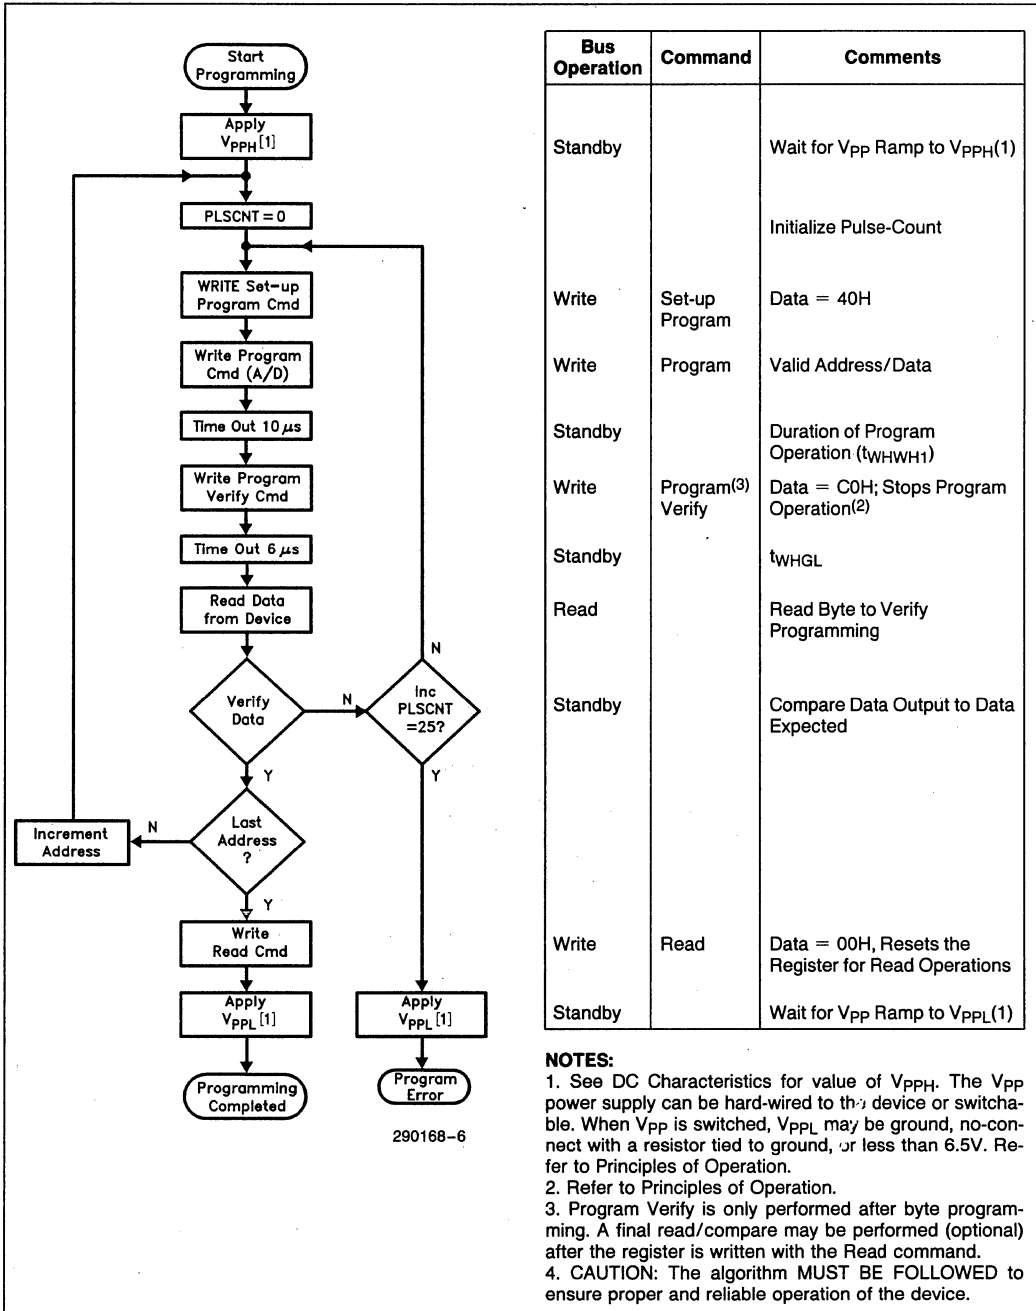 Start
Programming
Apply
VPPH [1]
PLSCNT = 0
WRITE Set-up
Program Cmd
Write Program
Cmd (A/D)
Time Out 10 μs
Write Program
Verify Cmd
Time Out 6 μs
Read Data
from Device
Verify
Data
N
Inc
PLSCNT
=25?
N
Y
Y
Last
Address
?
N
Increment
Address
Y
Write
Read Cmd
Apply
VPPL [1]
Apply
VPPL [1]
Programming
Completed
Program
Error
290168-6
Bus
Operation
Command
Comments
Standby
Wait for VPP Ramp to VPPH(1)
Initialize Pulse-Count
Write
Set-up
Program
Data = 40H
Write
Program
Valid Address/Data
Standby
Duration of Program
Operation (tWHWH1)
Write
Program(3)
Verify
Data = C0H; Stops Program
Operation(2)
Standby
tWHGL
Read
Read Byte to Verify
Programming
Standby
Compare Data Output to Data
Expected
Write
Read
Data = 00H, Resets the
Register for Read Operations
Standby
Wait for VPP Ramp to VPPL(1)
NOTES:
1. See DC Characteristics for value of VPPH. The VPP
power supply can be hard-wired to the device or switcha-
ble. When VPP is switched, VPPL may be ground, no-con-
nect with a resistor tied to ground, or less than 6.5V. Re-
fer to Principles of Operation.
2. Refer to Principles of Operation.
3. Program Verify is only performed after byte program-
ming. A final read/compare may be performed (optional)
after the register is written with the Read command.
4. CAUTION: The algorithm MUST BE FOLLOWED to
ensure proper and reliable operation of the device.